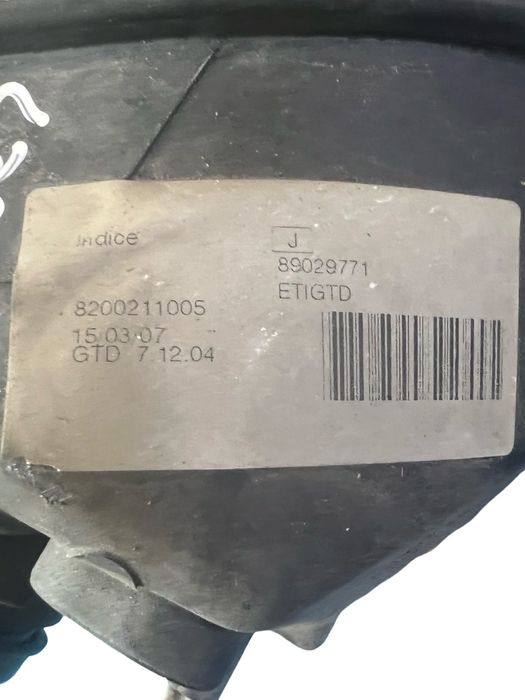 Indice
J
89029771
ETIGTD
8200211005
15.03.07
GTD 7 12.04